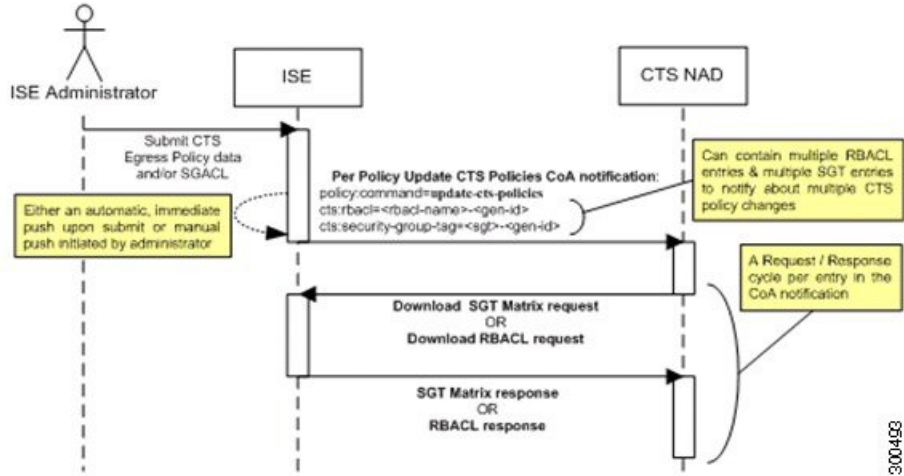 ISE Administrator
ISE
CTS NAD
Submit CTS
Egress Policy data
and/or SGACL
Either an automatic, immediate
push upon submit or manual
push initiated by administrator
Per Policy Update CTS Policies CoA notification:
policy:command=update-cts-policies
cts:rbacl=<rbacl-name>-<gen-id>
cts:security-group-tag=<sgt>-<gen-id>
Can contain multiple RBACL
entries & multiple SGT entries
to notify about multiple CTS
policy changes
A Request / Response
cycle per entry in the
CoA notification
Download SGT Matrix request
OR
Download RBACL request
SGT Matrix response
OR
RBACL response
300493